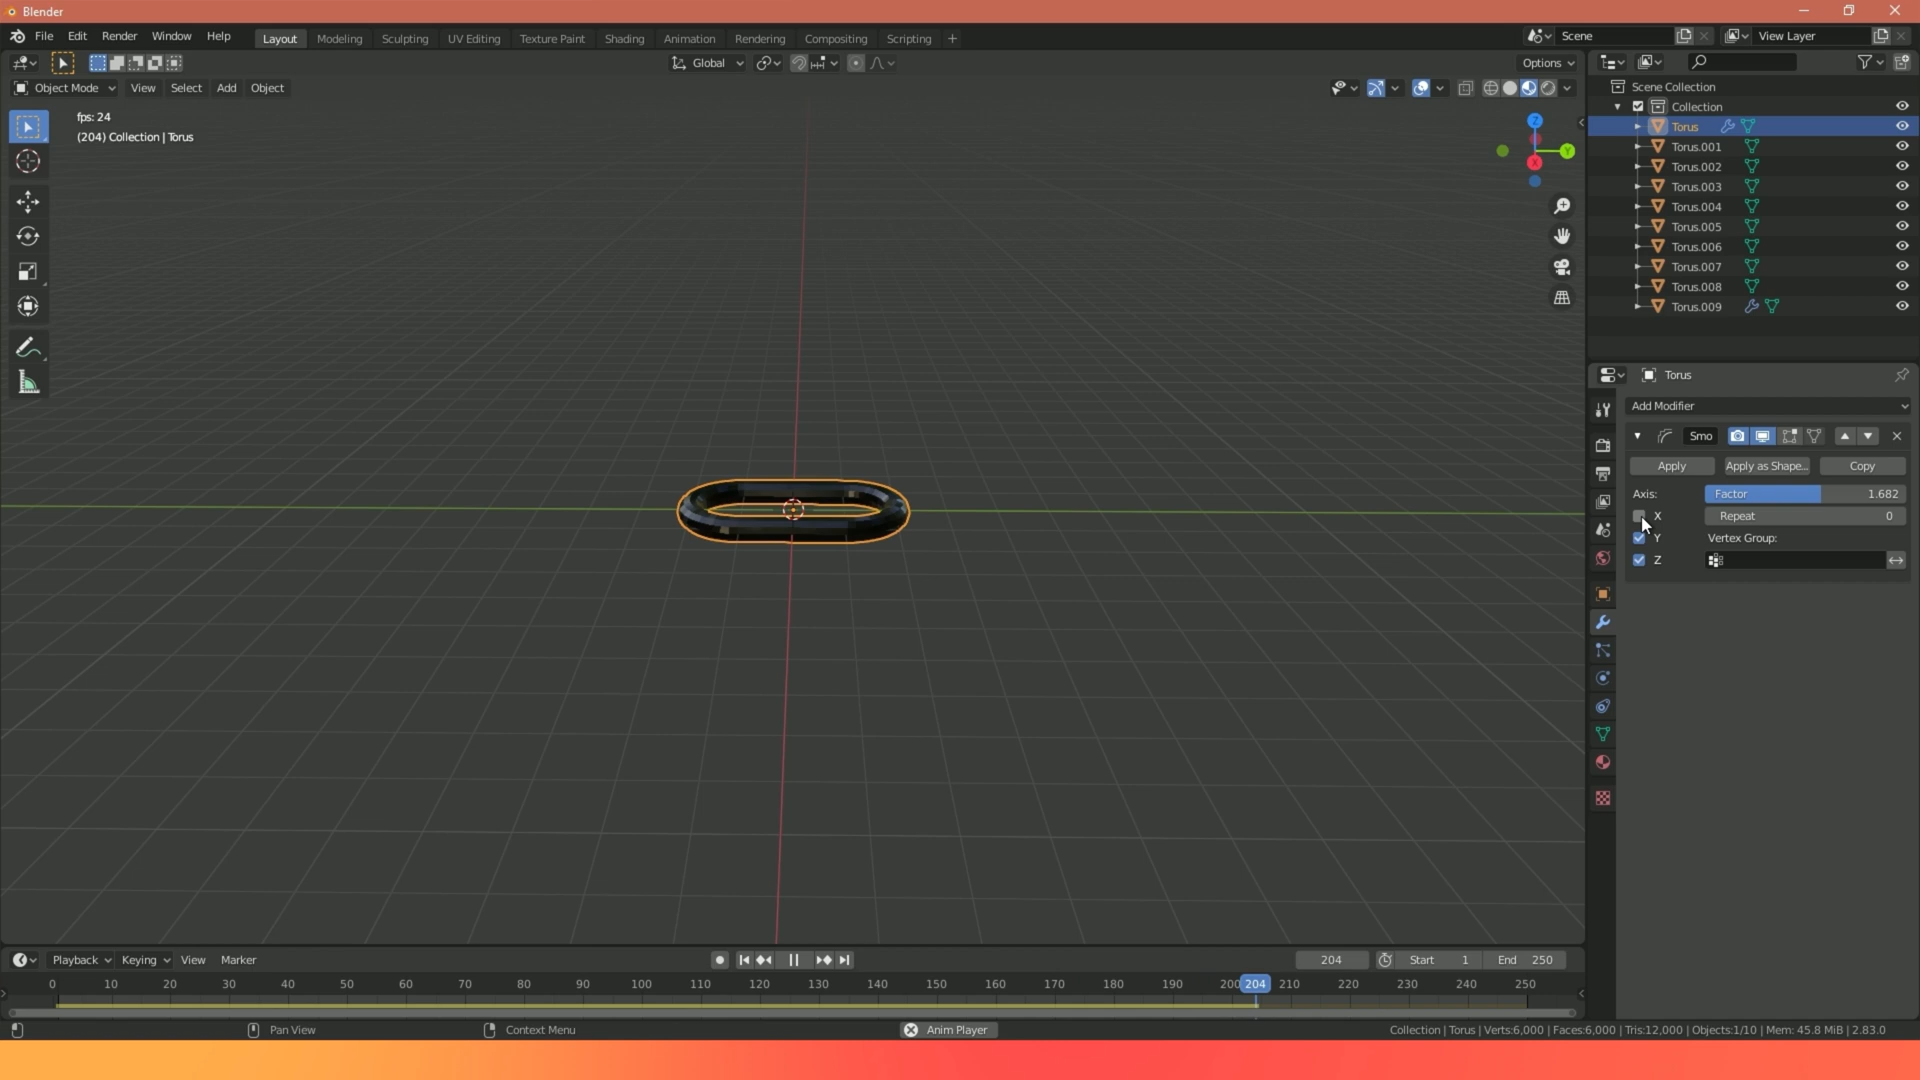 Blender
File Edit Render Window Help Layout Modeling Sculpting UV Editing Texture Paint Shading Animation Rendering Compositing Scripting + Scene View Layer
Global Options
Object Mode View Select Add Object
fps: 24
(204) Collection | Torus
Z
Y
X
Scene Collection
Collection
Torus
Torus.001
Torus.002
Torus.003
Torus.004
Torus.005
Torus.006
Torus.007
Torus.008
Torus.009
Torus
Add Modifier
Smo
Apply Apply as Shape... Copy
Axis: Factor 1.682
X Repeat 0
Y Vertex Group:
Z
Playback Keying View Marker 204 Start 1 End 250
0 10 20 30 40 50 60 70 80 90 100 110 120 130 140 150 160 170 180 190 200 204 210 220 230 240 250
Pan View Context Menu Anim Player Collection | Torus | Verts:6,000 | Faces:6,000 | Tris:12,000 | Objects:1/10 | Mem: 45.8 MiB | 2.83.0